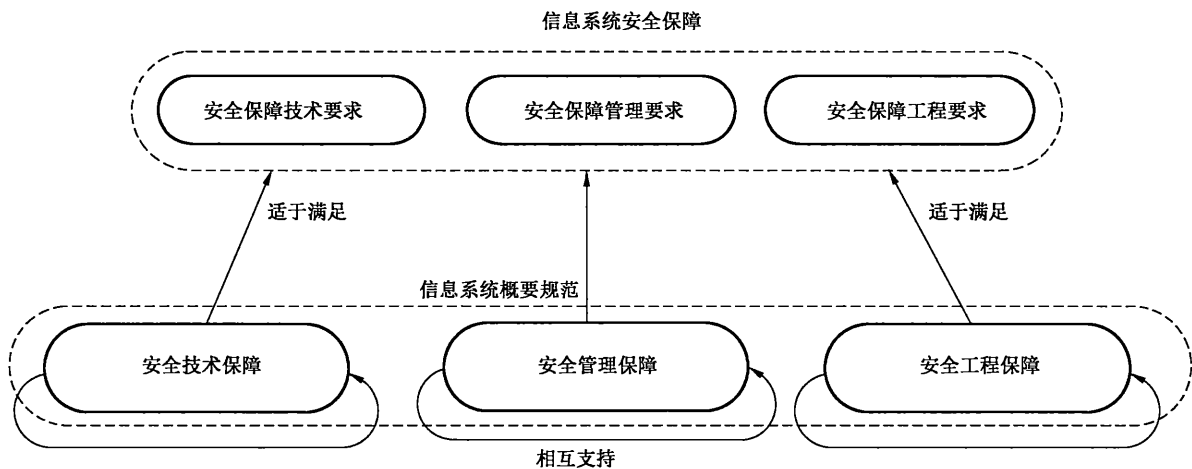 信息系统安全保障
安全保障技术要求
安全保障管理要求
安全保障工程要求
适于满足
适于满足
信息系统概要规范
安全技术保障
安全管理保障
安全工程保障
相互支持